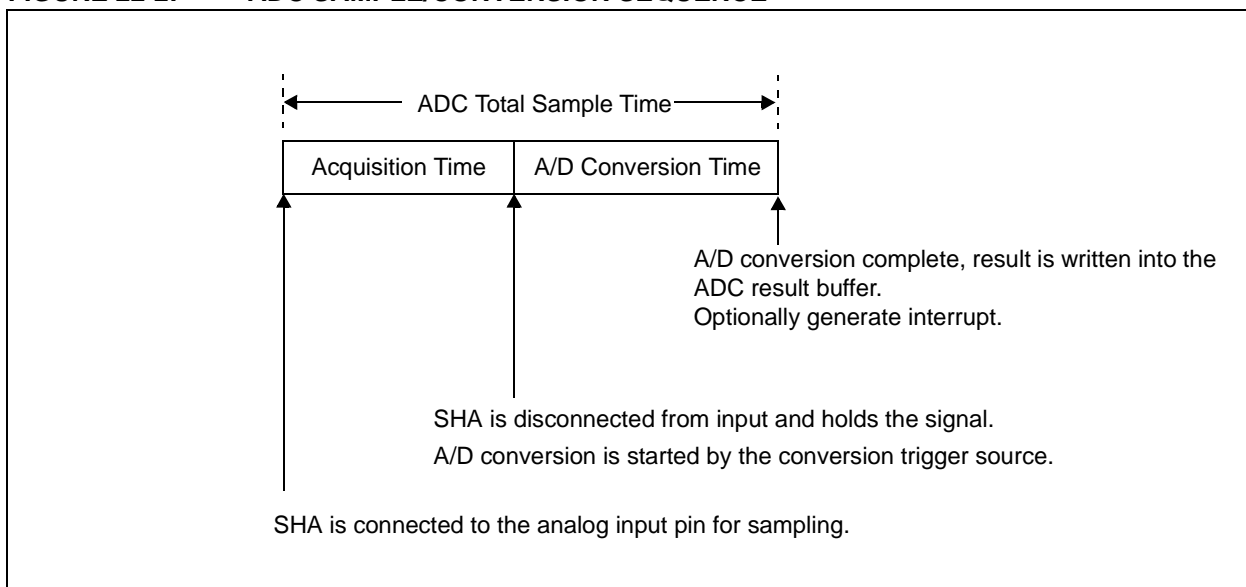 ADC Total Sample Time
Acquisition Time
A/D Conversion Time
A/D conversion complete, result is written into the
ADC result buffer.
Optionally generate interrupt.
SHA is disconnected from input and holds the signal.
A/D conversion is started by the conversion trigger source.
SHA is connected to the analog input pin for sampling.